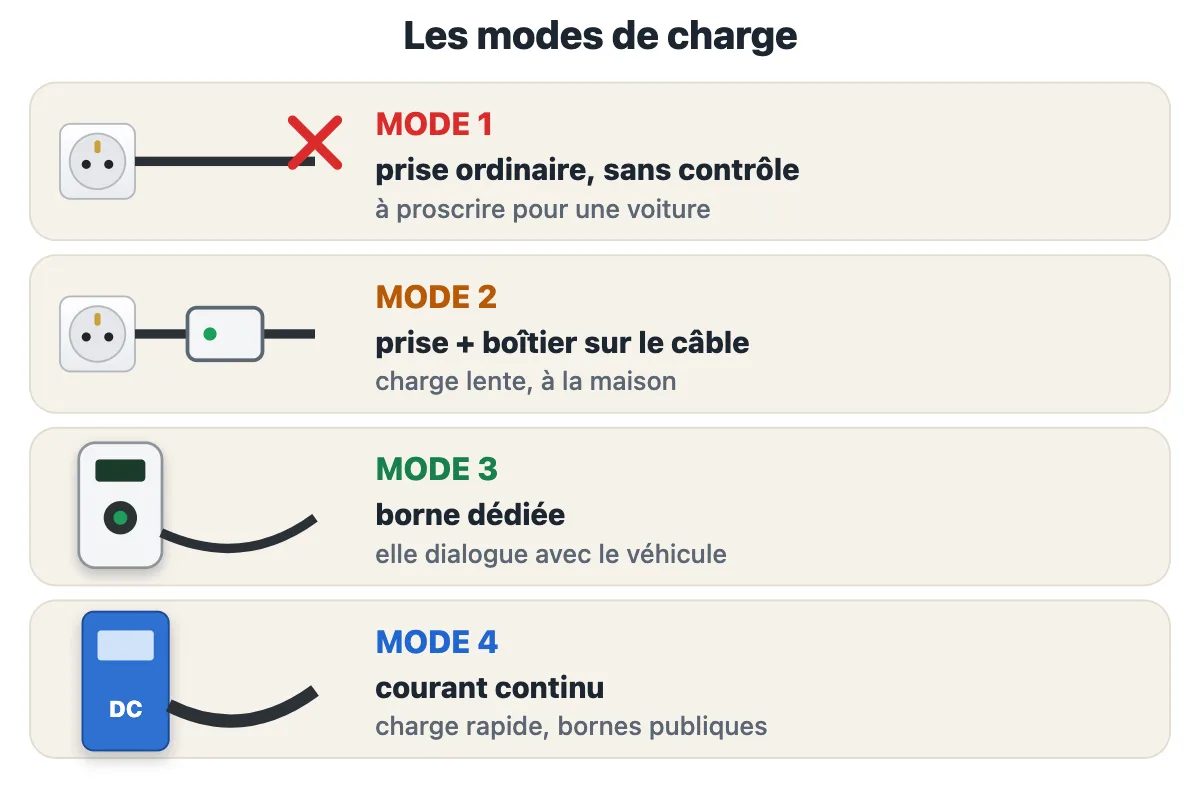 Les modes de charge
MODE 1
prise ordinaire, sans contrôle
à proscrire pour une voiture
MODE 2
prise + boîtier sur le câble
charge lente, à la maison
MODE 3
borne dédiée
elle dialogue avec le véhicule
MODE 4
courant continu
DC
charge rapide, bornes publiques